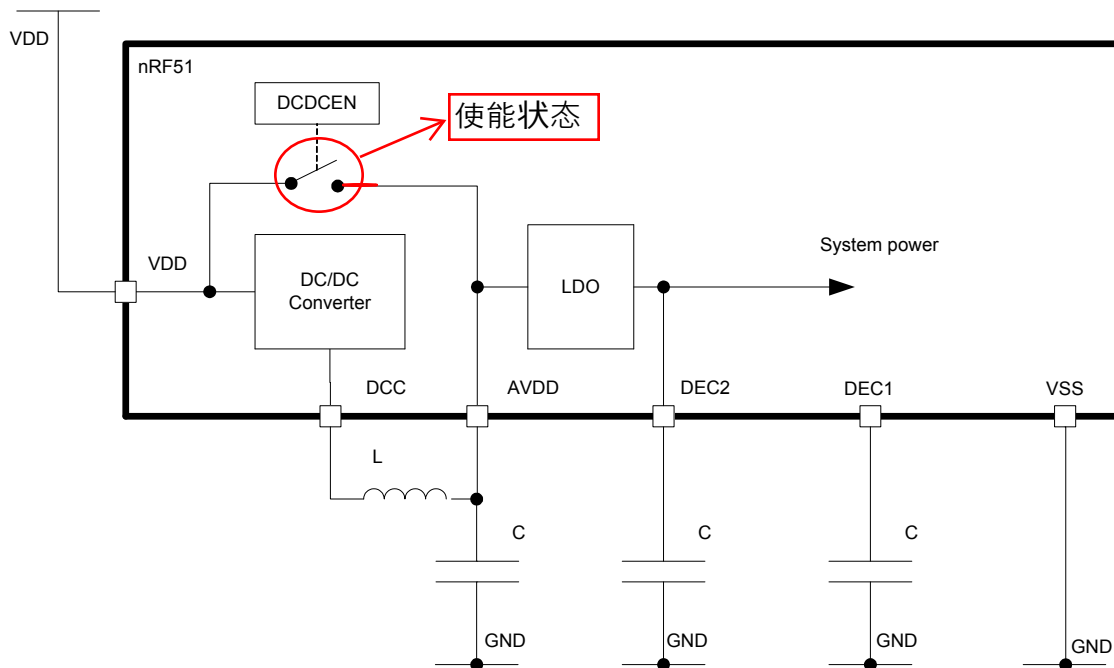 VDD
nRF51
DCDCEN
使能状态
VDD
DC/DC
Converter
LDO
System power
DCC
AVDD
DEC2
DEC1
VSS
L
C
C
C
GND
GND
GND
GND